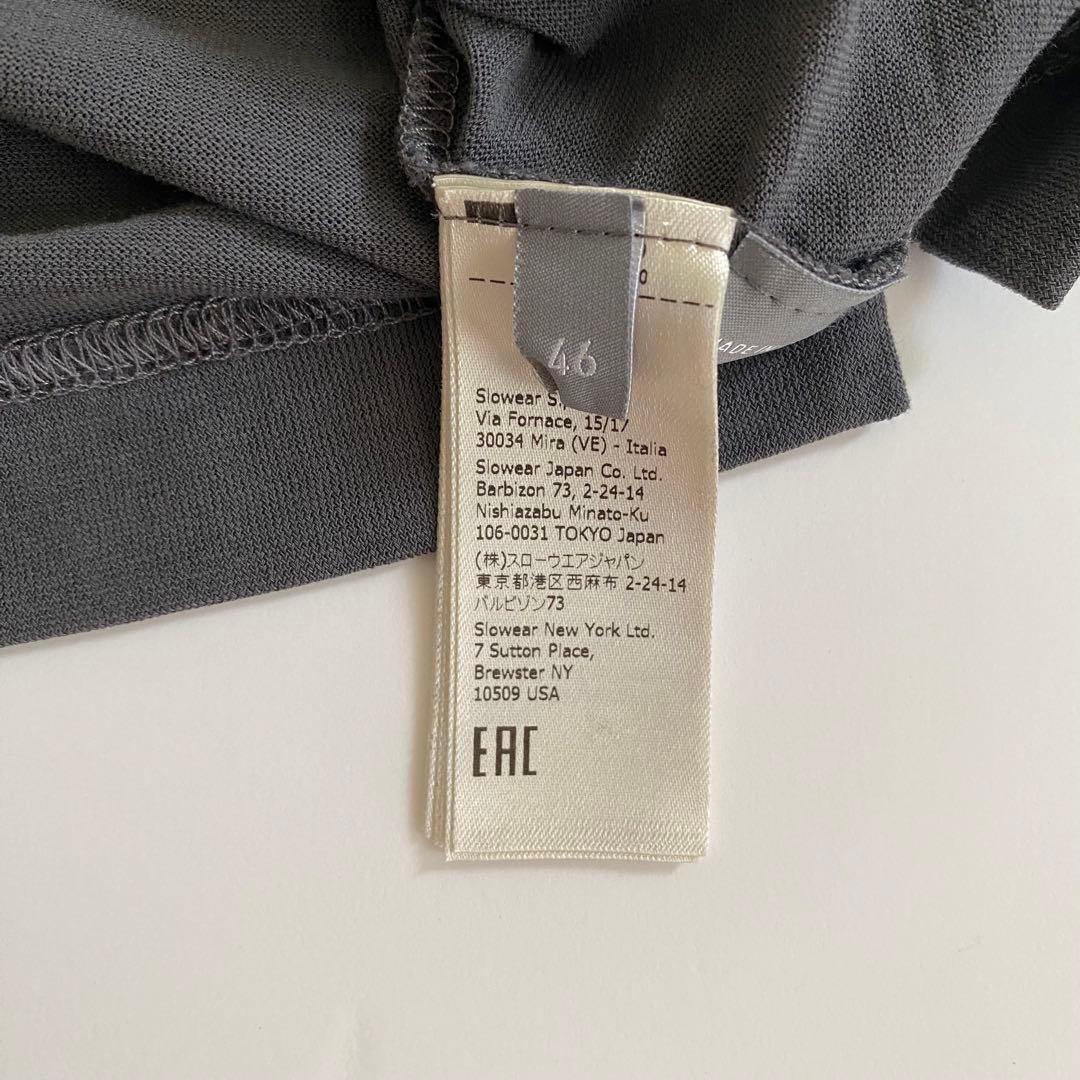 46
Slowear
Via Fornace, 15/17
30034 Mira (VE) - Italia
Slowear Japan Co. Ltd.
Barbizon 73, 2-24-14
Nishiazabu Minato-Ku
106-0031 TOKYO Japan
(株)スローウエアジャパン
東京都港区西麻布 2-24-14
バルビゾン73
Slowear New York Ltd.
7 Sutton Place,
Brewster NY
10509 USA
EAC
MADE IN